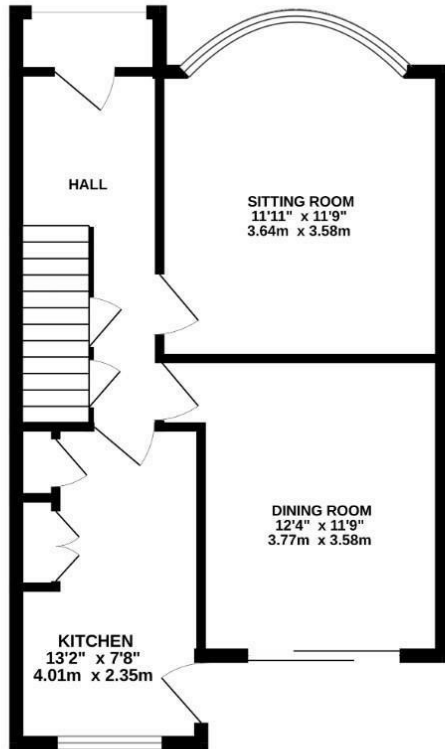 HALL
SITTING ROOM
11'11" x 11'9"
3.64m x 3.58m
DINING ROOM
12'4" x 11'9"
3.77m x 3.58m
KITCHEN
13'2" x 7'8"
4.01m x 2.35m